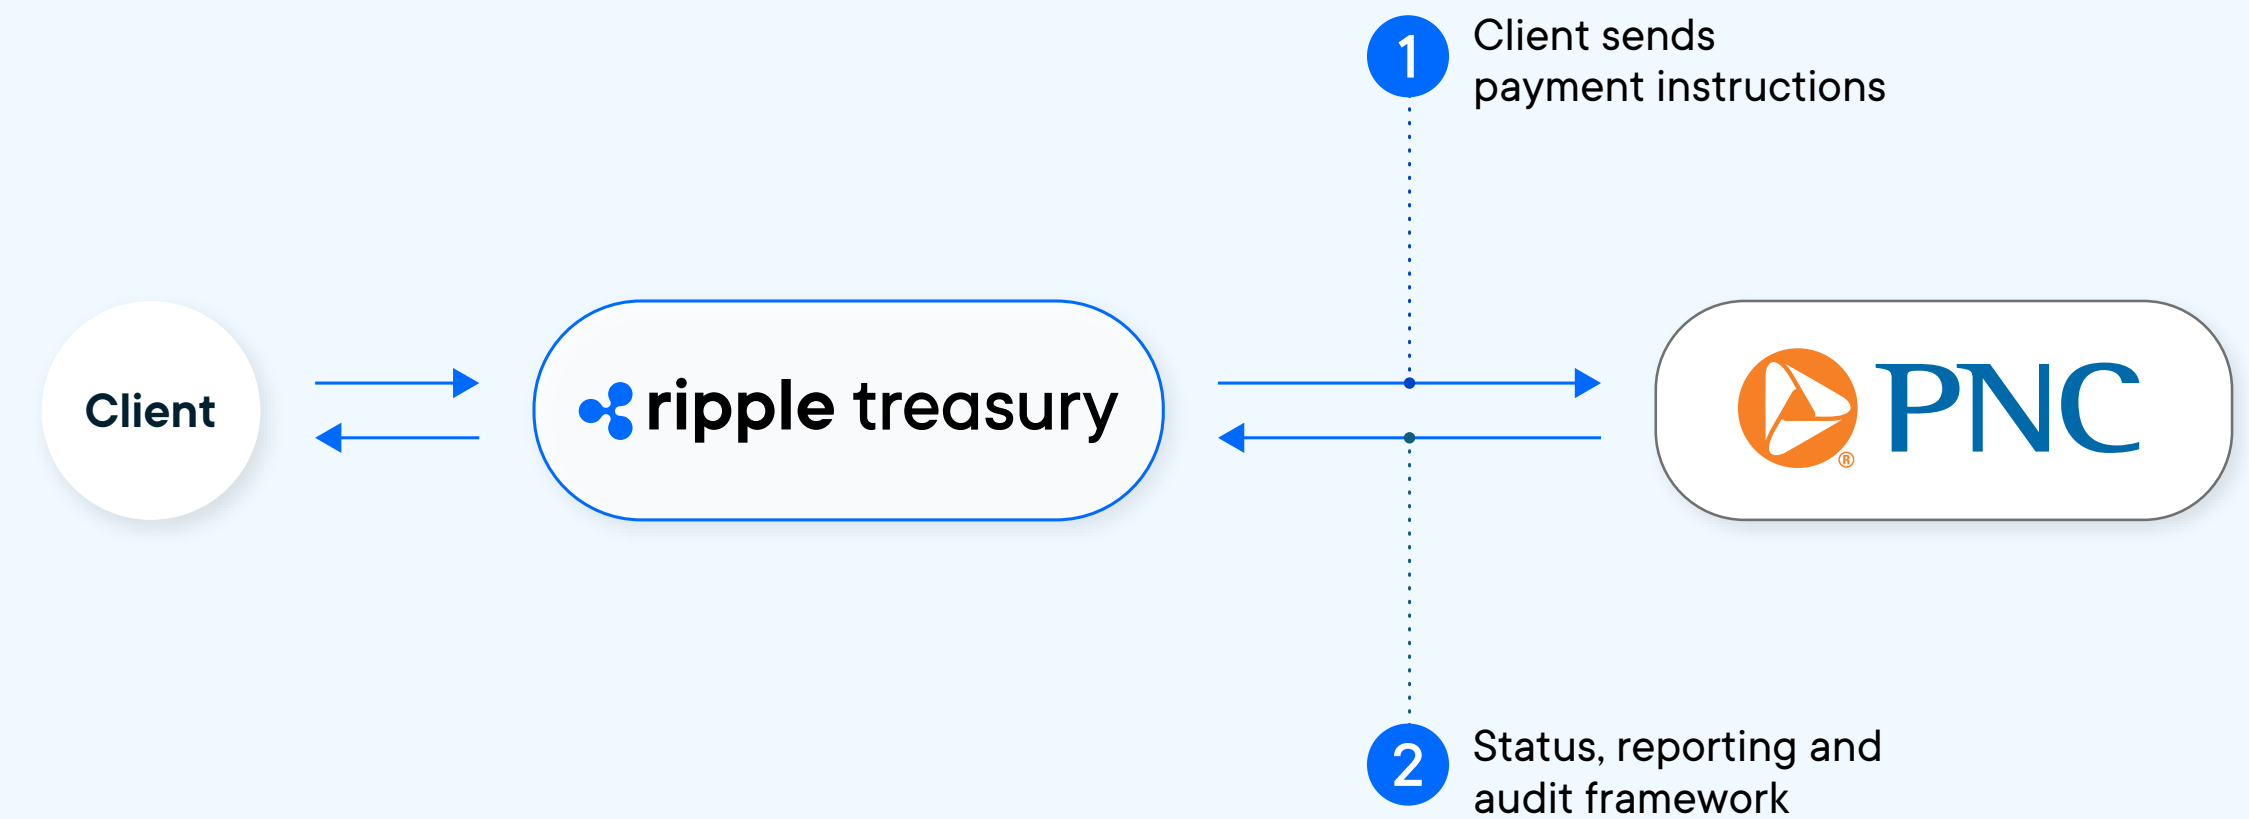 1
Client sends
payment instructions
Client
ripple treasury
PNC
®
2
Status, reporting and
audit framework